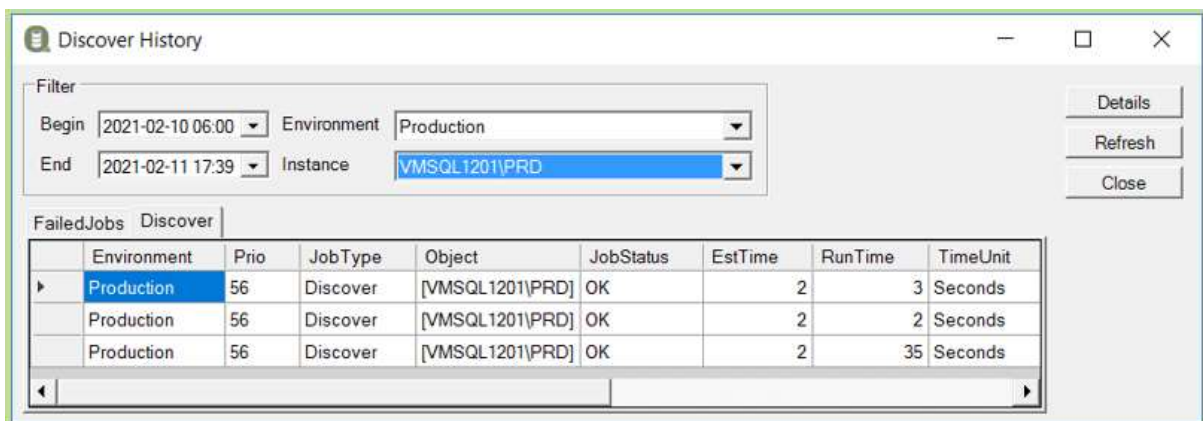 Discover History
Filter
Begin 2021-02-10 06:00 Environment Production
End 2021-02-11 17:39 Instance VMSQL1201\PRD
Details
Refresh
Close
FailedJobs Discover
Environment Prio JobType Object JobStatus EstTime RunTime TimeUnit
Production 56 Discover [VMSQL1201\PRD] OK 2 3 Seconds
Production 56 Discover [VMSQL1201\PRD] OK 2 2 Seconds
Production 56 Discover [VMSQL1201\PRD] OK 2 35 Seconds